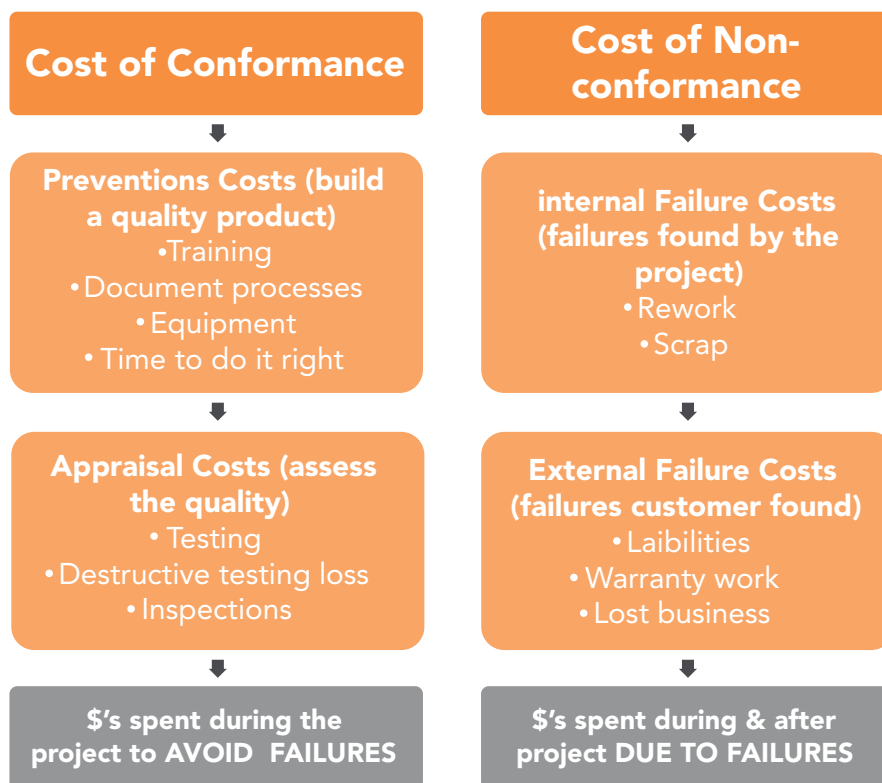 Cost of Conformance
Preventions Costs (build
a quality product)
•Training
•Document processes
•Equipment
• Time to do it right
Appraisal Costs (assess
the quality)
• Testing
•Destructive testing loss
•Inspections
$'s spent during the
project to AVOID FAILURES
Cost of Non-
conformance
internal Failure Costs
(failures found by the
project)
•Rework
•Scrap
External Failure Costs
(failures customer found)
•Laibilities
•Warranty work
•Lost business
$'s spent during & after
project DUE TO FAILURES